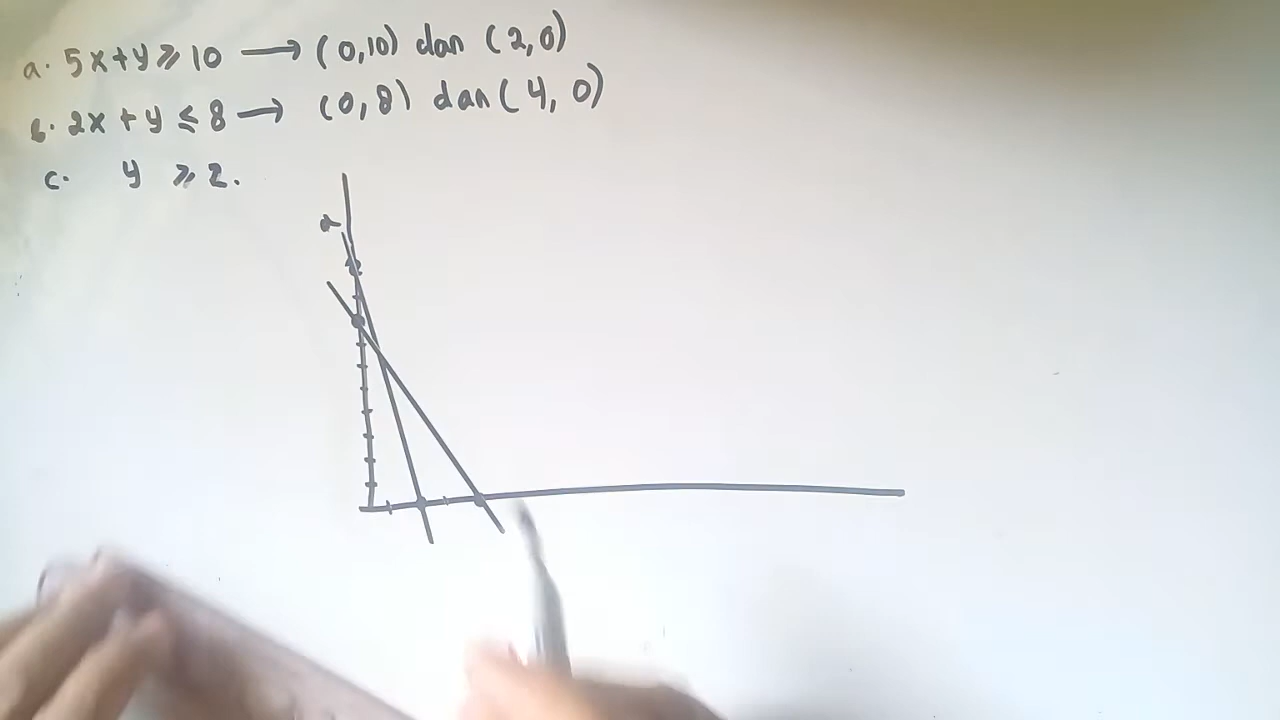 a. 5x+y ≥ 10 → (0,10) dan (2,0)
b. 2x + y ≤ 8 → (0,8) dan (4,0)
c. y ≥ 2.
a